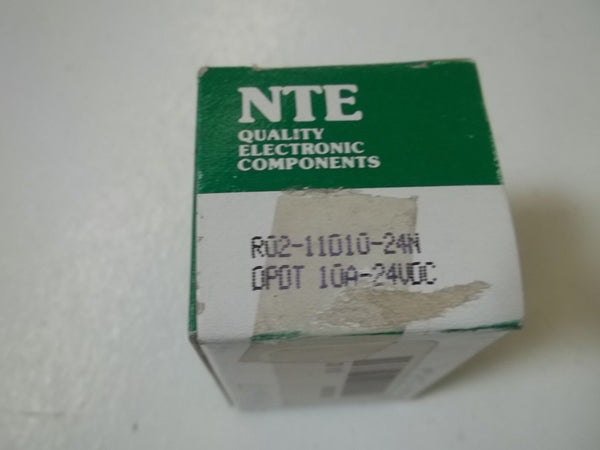 NTE
QUALITY
ELECTRONIC
COMPONENTS
R02-11D10-24N
DPDT 10A-24VDC